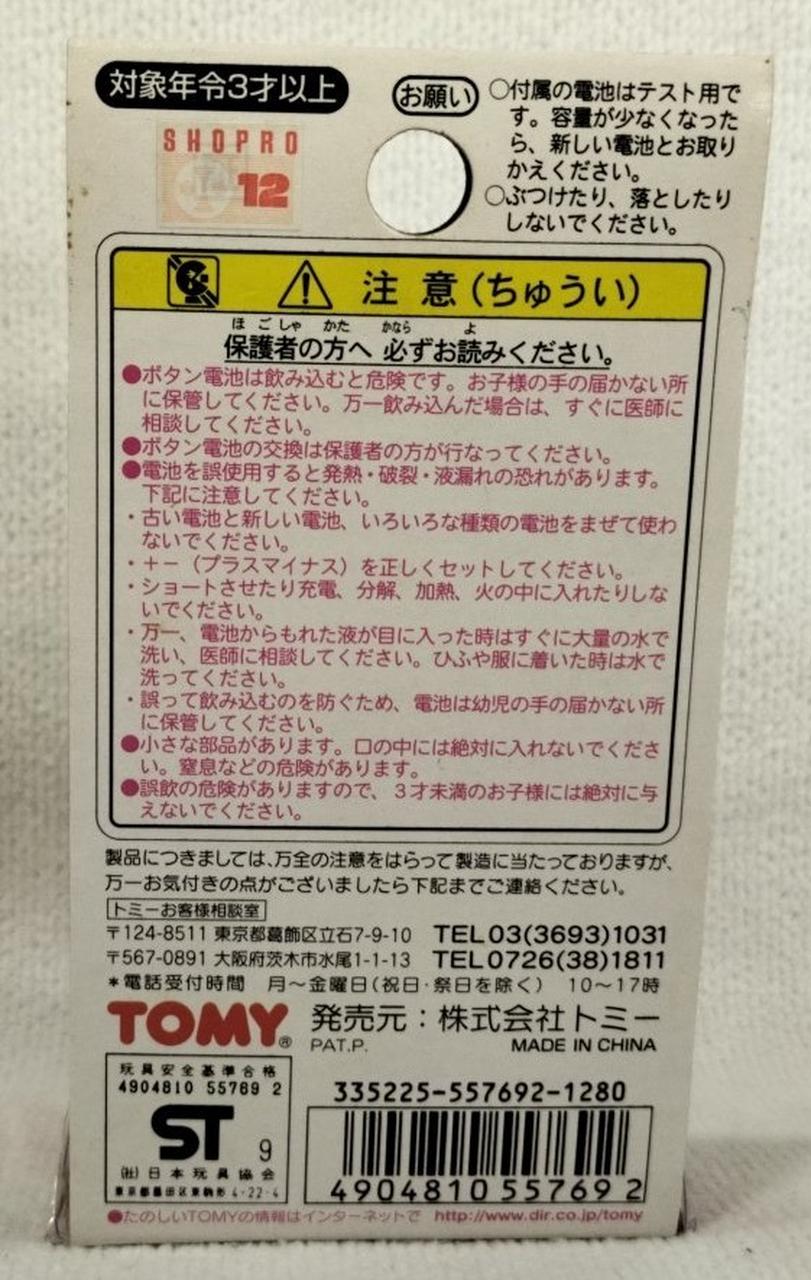 対象年令3才以上
お願い
○付属の電池はテスト用で
す。容量が少なくなった
ら、新しい電池とお取り
かえください。
○ぶつけたり、落としたり
しないでください。
SHOPRO
12
注意(ちゅうい)
ほごしゃ かた かなら よ
保護者の方へ 必ずお読みください。
●ボタン電池は飲み込むと危険です。お子様の手の届かない所
に保管してください。万一飲み込んだ場合は、すぐに医師に
相談してください。
●ボタン電池の交換は保護者の方が行なってください。
●電池を誤使用すると発熱・破裂・液漏れの恐れがあります。
下記に注意してください。
・古い電池と新しい電池、いろいろな種類の電池をまぜて使わ
ないでください。
・+−(プラスマイナス)を正しくセットしてください。
・ショートさせたり充電、分解、加熱、火の中に入れたりしな
いでください。
・万一、電池からもれた液が目に入った時はすぐに大量の水で
洗い、医師に相談してください。ひふや服に着いた時は水で
洗ってください。
・誤って飲み込むのを防ぐため、電池は幼児の手の届かない所
に保管してください。
●小さな部品があります。口の中には絶対に入れないでくださ
い。窒息などの危険があります。
●誤飲の危険がありますので、3才未満のお子様には絶対に与
えないでください。
製品につきましては、万全の注意をはらって製造に当たっておりますが、
万一お気付きの点がございましたら下記までご連絡ください。
トミーお客様相談室
〒124-8511 東京都葛飾区立石7-9-10 TEL03(3693)1031
〒567-0891 大阪府茨木市水尾1-1-13 TEL0726(38)1811
*電話受付時間 月〜金曜日(祝日・祭日を除く) 10〜17時
TOMY® 発売元:株式会社トミー
PAT.P. MADE IN CHINA
玩具安全基準合格
4904810 55769 2
ST 9
(社)日本玩具協会
東京都墨田区東駒形4-22-4
335225-557692-1280
4904810557692
●たのしいTOMYの情報はインターネットで http://www.dir.co.jp/tomy